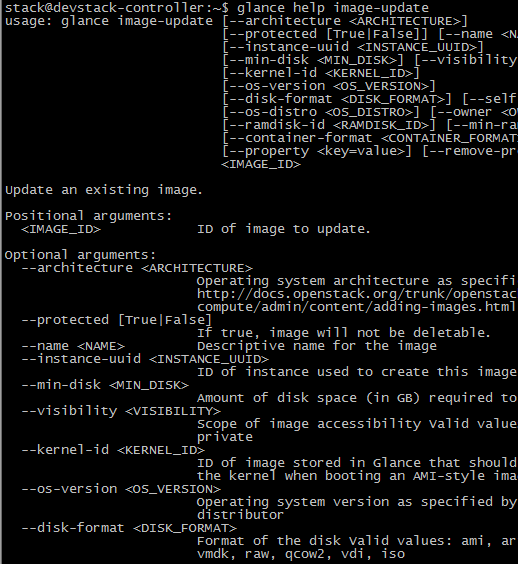 stack@devstack-controller:~$ glance help image-update
usage: glance image-update [--architecture <ARCHITECTURE>]
[--protected [True|False]] [--name <NA
[--instance-uuid <INSTANCE_UUID>]
[--min-disk <MIN_DISK>] [--visibility
[--kernel-id <KERNEL_ID>]
[--os-version <OS_VERSION>]
[--disk-format <DISK_FORMAT>] [--self
[--os-distro <OS_DISTRO>] [--owner <OW
[--ramdisk-id <RAMDISK_ID>] [--min-ra
[--container-format <CONTAINER_FORMAT
[--property <key=value>] [--remove-pr
<IMAGE_ID>
Update an existing image.
Positional arguments:
<IMAGE_ID> ID of image to update.
Optional arguments:
--architecture <ARCHITECTURE>
Operating system architecture as specifi
http://docs.openstack.org/trunk/openstac
compute/admin/content/adding-images.html
--protected [True|False]
If true, image will not be deletable.
--name <NAME> Descriptive name for the image
--instance-uuid <INSTANCE_UUID>
ID of instance used to create this image
--min-disk <MIN_DISK>
Amount of disk space (in GB) required to
--visibility <VISIBILITY>
Scope of image accessibility Valid value
private
--kernel-id <KERNEL_ID>
ID of image stored in Glance that should
the kernel when booting an AMI-style ima
--os-version <OS_VERSION>
Operating system version as specified by
distributor
--disk-format <DISK_FORMAT>
Format of the disk Valid values: ami, ar
vmdk, raw, qcow2, vdi, iso